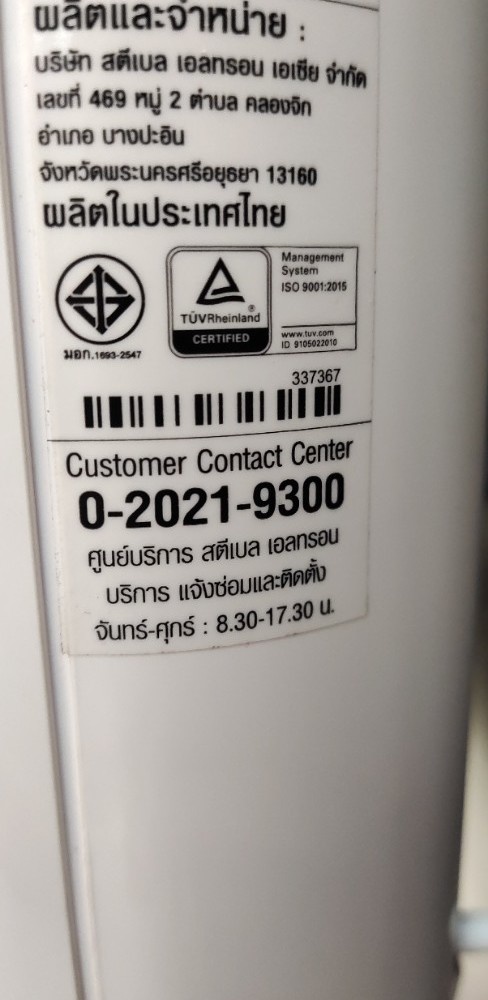 ผลิตและจำหน่าย :
บริษัท สตีเบล เอลทรอน เอเซีย จำกัด
เลขที่ 469 หมู่ 2 ตำบล คลองจิก
อำเภอ บางปะอิน
จังหวัดพระนครศรีอยุธยา 13160
ผลิตในประเทศไทย
มอก.1693-2547
TÜVRheinland®
CERTIFIED
Management
System
ISO 9001:2015
www.tuv.com
ID 9105022010
337367
Customer Contact Center
0-2021-9300
ศูนย์บริการ สตีเบล เอลทรอน
บริการ แจ้งซ่อมและติดตั้ง
จันทร์-ศุกร์ : 8.30-17.30 น.